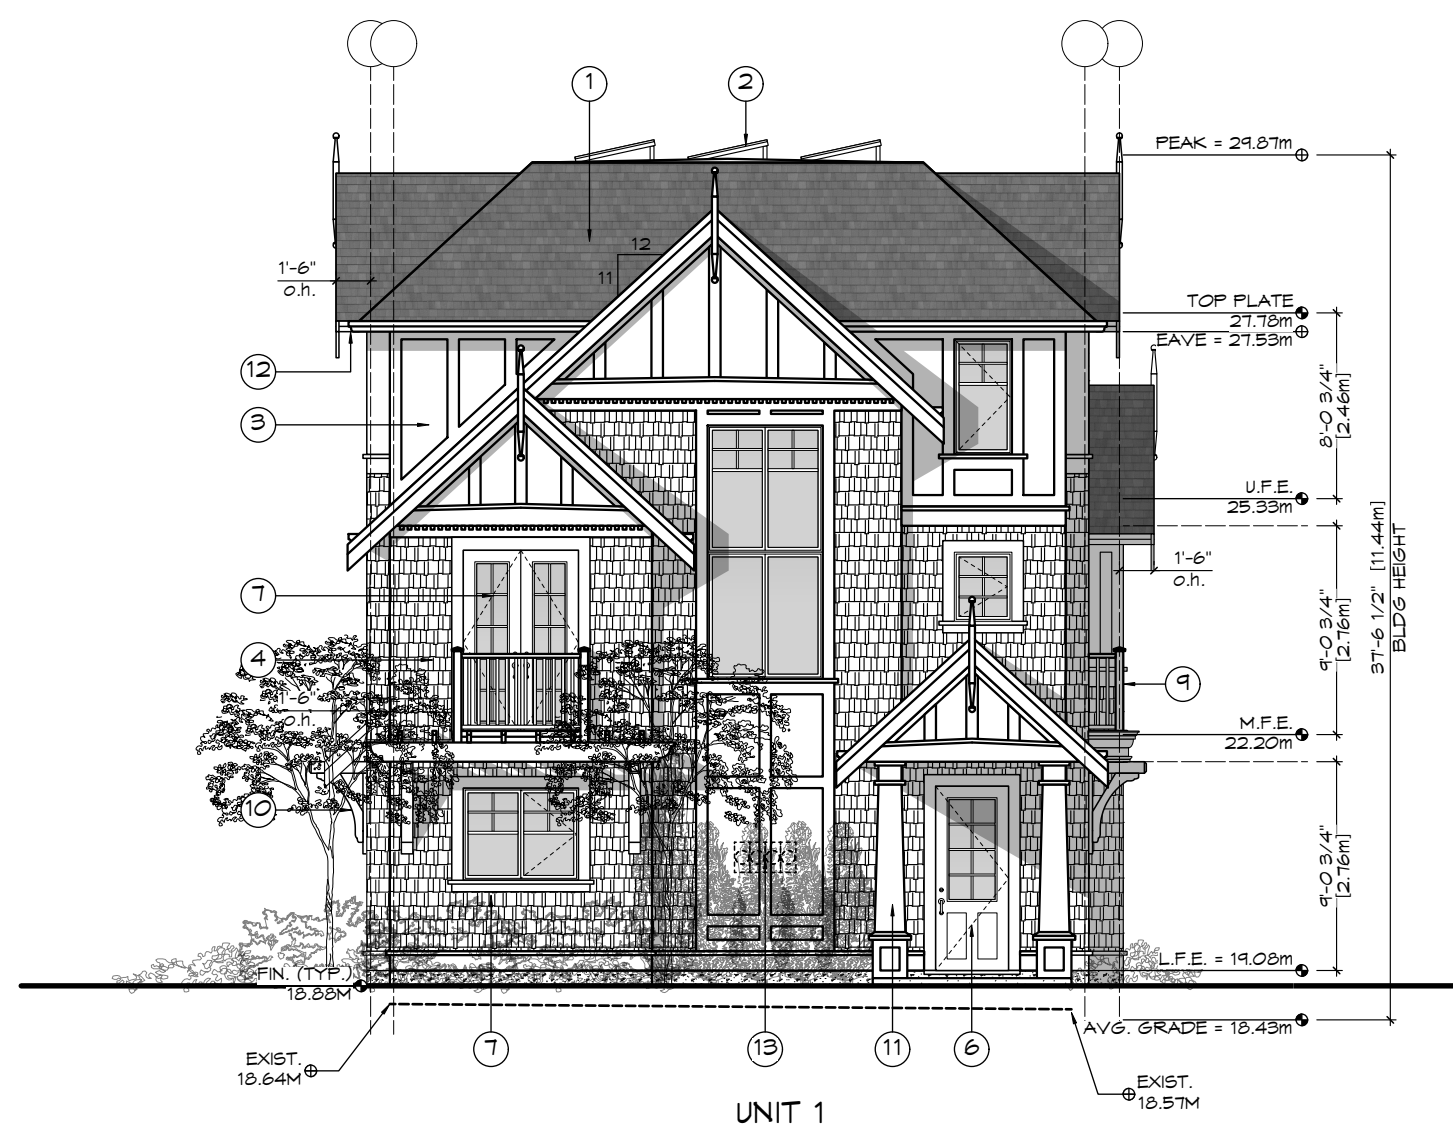 1
2
PEAK = 29.87m
12
11
1'-6"
o.h.
TOP PLATE
27.78m
EAVE = 27.53m
12
3
8'-0 3/4"
[2.46m]
U.F.E.
25.33m
37'-6 1/2" [11.44m]
BLDG HEIGHT
1'-6"
o.h.
7
9'-0 3/4"
[2.76m]
4
9
1'-6"
o.h.
M.F.E.
22.20m
10
9'-0 3/4"
[2.76m]
L.F.E. = 19.08m
FIN. (TYP.)
18.88M
AVG. GRADE = 18.43m
7
13
11
6
EXIST.
18.64M
EXIST.
18.57M
UNIT 1